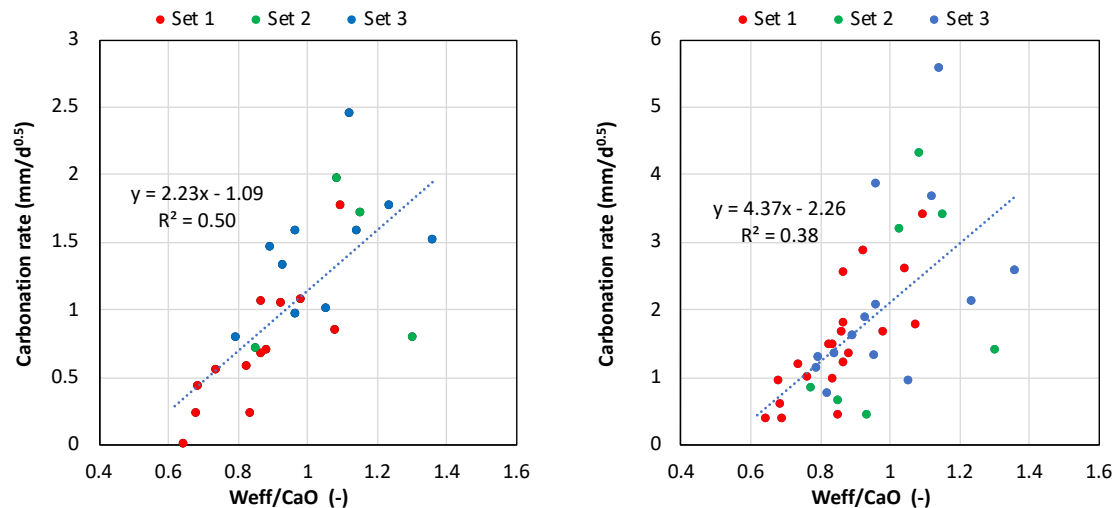 Set 1 Set 2 Set 3
3
2.5
2
1.5
1
0.5
0
0.4 0.6 0.8 1 1.2 1.4 1.6
Carbonation rate (mm/d^0.5)
Weff/CaO (-)
y = 2.23x - 1.09
R² = 0.50
Set 1 Set 2 Set 3
6
5
4
3
2
1
0
0.4 0.6 0.8 1 1.2 1.4 1.6
Carbonation rate (mm/d^0.5)
Weff/CaO (-)
y = 4.37x - 2.26
R² = 0.38